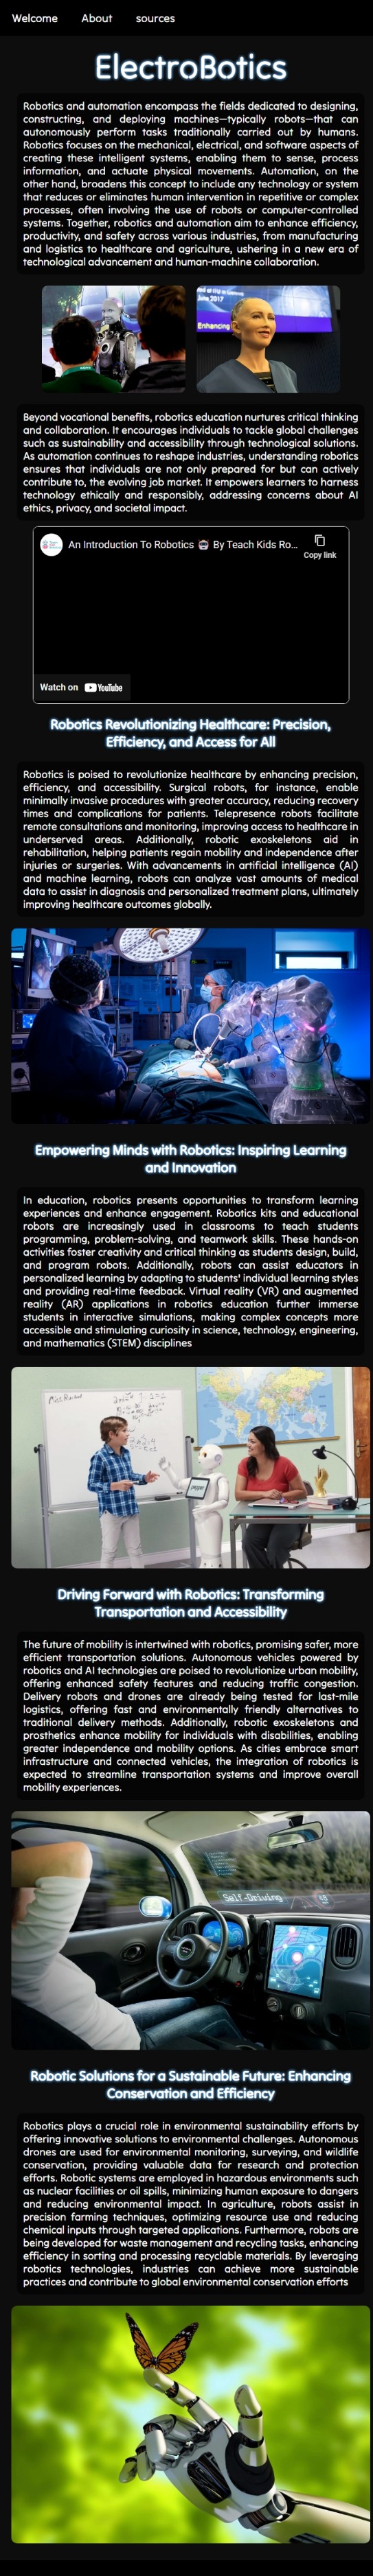 Welcome About sources
ElectroBotics
Robotics and automation encompass the fields dedicated to designing,
constructing, and deploying machines—typically robots—that can
autonomously perform tasks traditionally carried out by humans.
Robotics focuses on the mechanical, electrical, and software aspects of
creating these intelligent systems, enabling them to sense, process
information, and actuate physical movements. Automation, on the
other hand, broadens this concept to include any technology or system
that reduces or eliminates human intervention in repetitive or complex
processes, often involving the use of robots or computer-controlled
systems. Together, robotics and automation aim to enhance efficiency,
productivity, and safety across various industries, from manufacturing
and logistics to healthcare and agriculture, ushering in a new era of
technological advancement and human-machine collaboration.
June 2017
Enhancing
Beyond vocational benefits, robotics education nurtures critical thinking
and collaboration. It encourages individuals to tackle global challenges
such as sustainability and accessibility through technological solutions.
As automation continues to reshape industries, understanding robotics
ensures that individuals are not only prepared for but can actively
contribute to, the evolving job market. It empowers learners to harness
technology ethically and responsibly, addressing concerns about AI
ethics, privacy, and societal impact.
An Introduction To Robotics By Teach Kids Ro...
Copy link
Watch on YouTube
Robotics Revolutionizing Healthcare: Precision,
Efficiency, and Access for All
Robotics is poised to revolutionize healthcare by enhancing precision,
efficiency, and accessibility. Surgical robots, for instance, enable
minimally invasive procedures with greater accuracy, reducing recovery
times and complications for patients. Telepresence robots facilitate
remote consultations and monitoring, improving access to healthcare in
underserved areas. Additionally, robotic exoskeletons aid in
rehabilitation, helping patients regain mobility and independence after
injuries or surgeries. With advancements in artificial intelligence (AI)
and machine learning, robots can analyze vast amounts of medical
data to assist in diagnosis and personalized treatment plans, ultimately
improving healthcare outcomes globally.
Empowering Minds with Robotics: Inspiring Learning
and Innovation
In education, robotics presents opportunities to transform learning
experiences and enhance engagement. Robotics kits and educational
robots are increasingly used in classrooms to teach students
programming, problem-solving, and teamwork skills. These hands-on
activities foster creativity and critical thinking as students design, build,
and program robots. Additionally, robots can assist educators in
personalized learning by adapting to students' individual learning styles
and providing real-time feedback. Virtual reality (VR) and augmented
reality (AR) applications in robotics education further immerse
students in interactive simulations, making complex concepts more
accessible and stimulating curiosity in science, technology, engineering,
and mathematics (STEM) disciplines
pepper
Driving Forward with Robotics: Transforming
Transportation and Accessibility
The future of mobility is intertwined with robotics, promising safer, more
efficient transportation solutions. Autonomous vehicles powered by
robotics and AI technologies are poised to revolutionize urban mobility,
offering enhanced safety features and reducing traffic congestion.
Delivery robots and drones are already being tested for last-mile
logistics, offering fast and environmentally friendly alternatives to
traditional delivery methods. Additionally, robotic exoskeletons and
prosthetics enhance mobility for individuals with disabilities, enabling
greater independence and mobility options. As cities embrace smart
infrastructure and connected vehicles, the integration of robotics is
expected to streamline transportation systems and improve overall
mobility experiences.
Self-Driving
Robotic Solutions for a Sustainable Future: Enhancing
Conservation and Efficiency
Robotics plays a crucial role in environmental sustainability efforts by
offering innovative solutions to environmental challenges. Autonomous
drones are used for environmental monitoring, surveying, and wildlife
conservation, providing valuable data for research and protection
efforts. Robotic systems are employed in hazardous environments such
as nuclear facilities or oil spills, minimizing human exposure to dangers
and reducing environmental impact. In agriculture, robots assist in
precision farming techniques, optimizing resource use and reducing
chemical inputs through targeted applications. Furthermore, robots are
being developed for waste management and recycling tasks, enhancing
efficiency in sorting and processing recyclable materials. By leveraging
robotics technologies, industries can achieve more sustainable
practices and contribute to global environmental conservation efforts